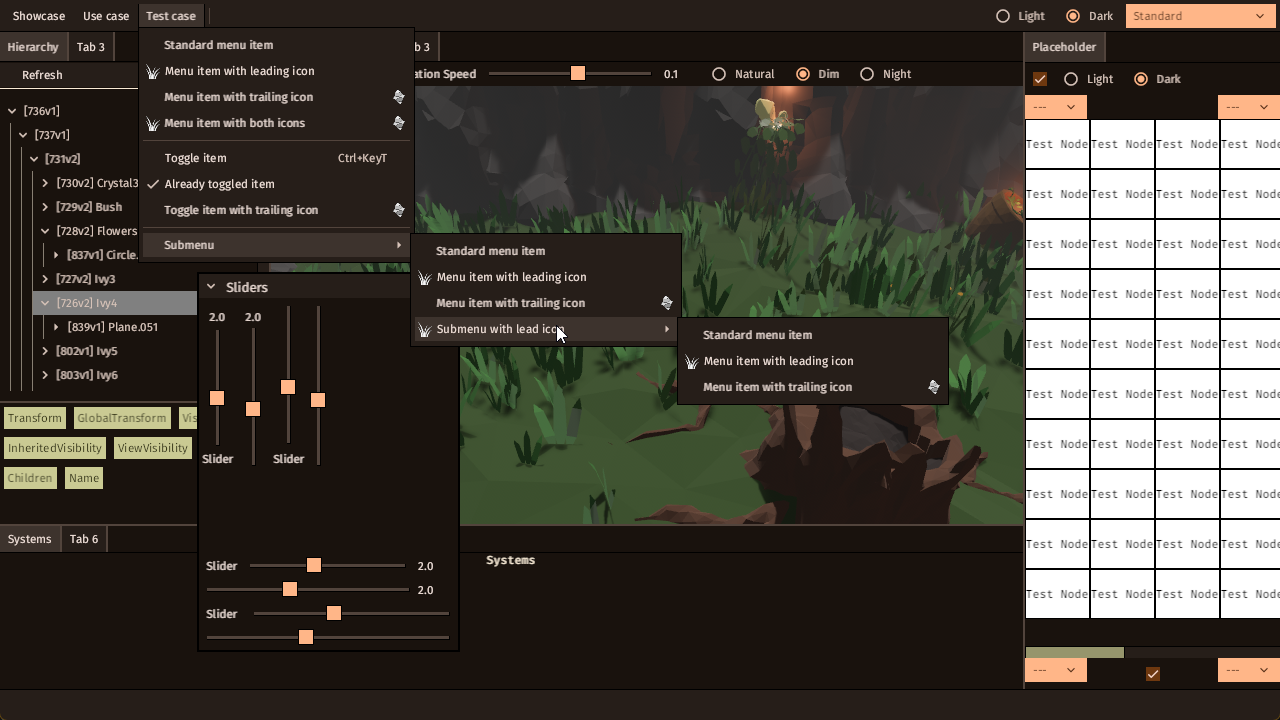 Showcase Use case Test case Light Dark Standard
Hierarchy Tab 3
Refresh
[736v1]
[737v1]
[731v2]
[730v2] Crystal3
[729v2] Bush
[728v2] Flowers
[837v1] Circle.
[727v2] Ivy3
[726v2] Ivy4
[839v1] Plane.051
[802v1] Ivy5
[803v1] Ivy6
Transform GlobalTransform Vis
InheritedVisibility ViewVisibility
Children Name
Standard menu item
Menu item with leading icon
Menu item with trailing icon
Menu item with both icons
Toggle item Ctrl+KeyT
Already toggled item
Toggle item with trailing icon
Submenu
Standard menu item
Menu item with leading icon
Menu item with trailing icon
Submenu with lead icon
Standard menu item
Menu item with leading icon
Menu item with trailing icon
b 3
ation Speed 0.1 Natural Dim Night
Sliders
2.0 2.0
Slider Slider
Slider 2.0
2.0
Slider
Systems Tab 6
Systems
Placeholder
Light Dark
--- ---
Test Node Test Node Test Node Test Node
Test Node Test Node Test Node Test Node
Test Node Test Node Test Node Test Node
Test Node Test Node Test Node Test Node
Test Node Test Node Test Node Test Node
Test Node Test Node Test Node Test Node
Test Node Test Node Test Node Test Node
Test Node Test Node Test Node Test Node
Test Node Test Node Test Node Test Node
Test Node Test Node Test Node Test Node
--- ---